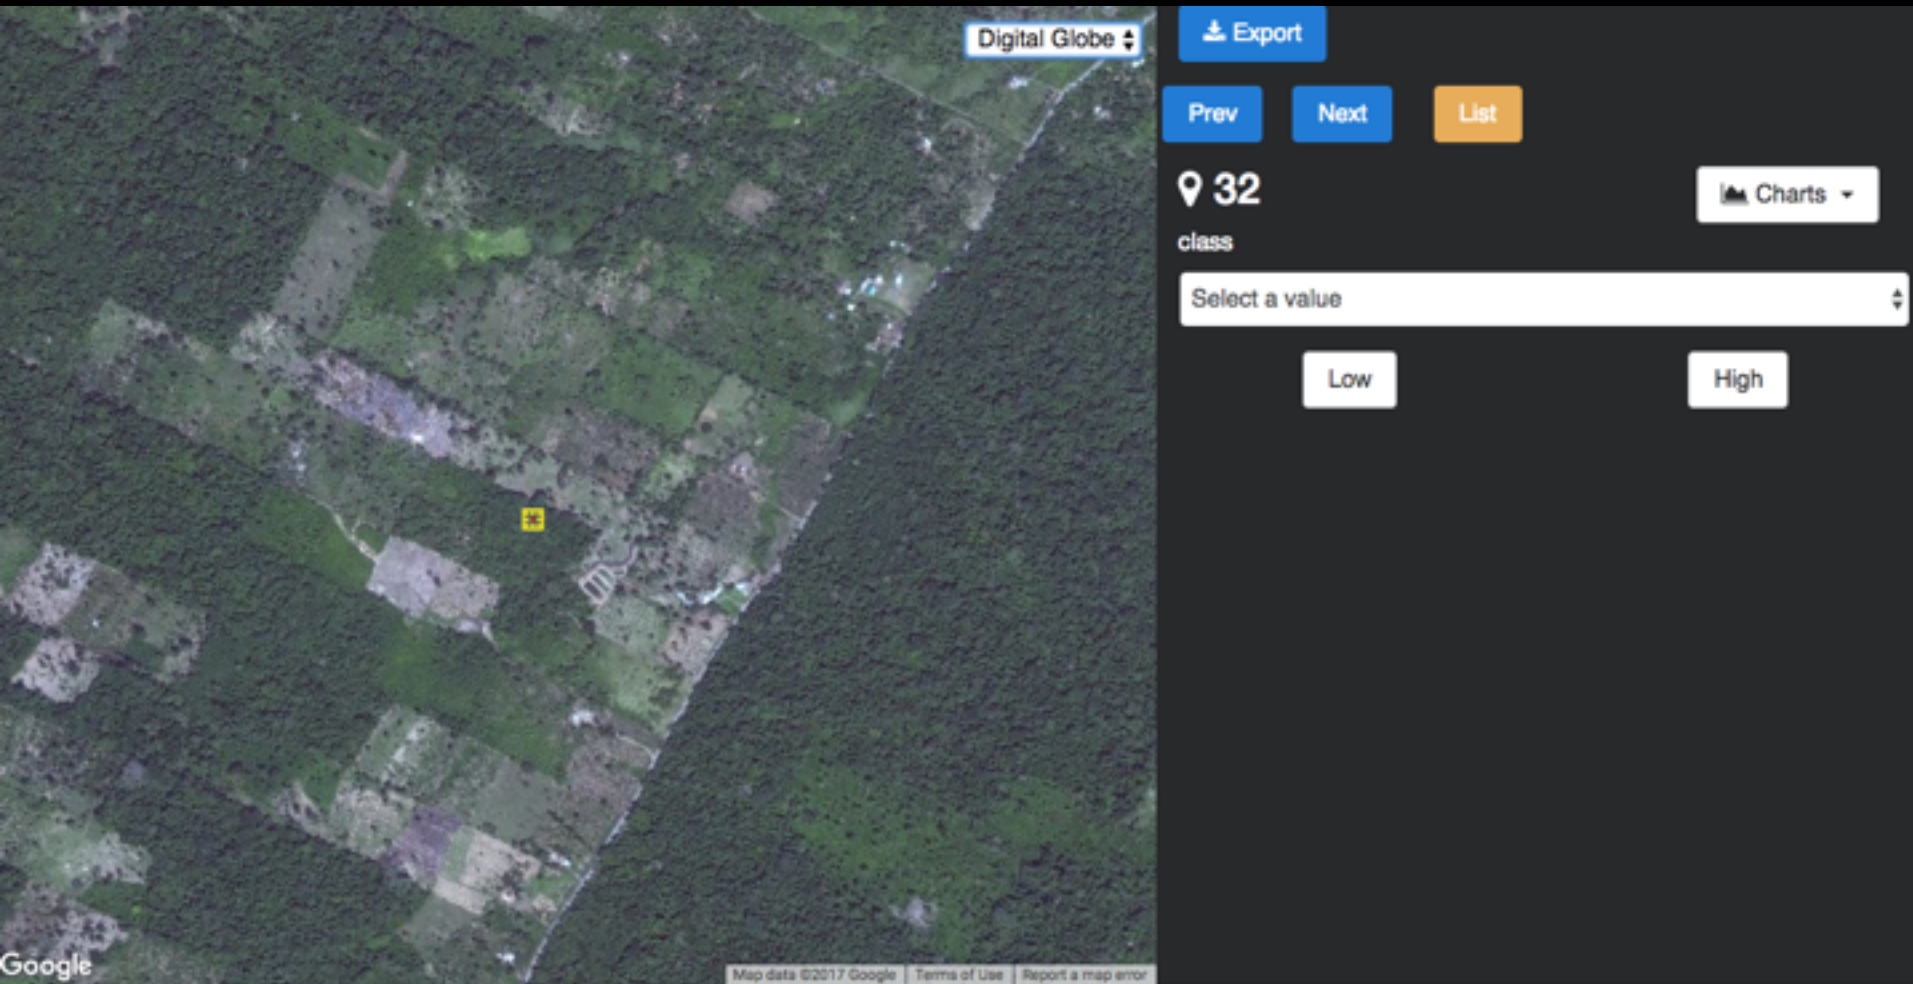 Digital Globe
Export
Prev
Next
List
32
Charts
class
Select a value
Low
High
Google
Map data ©2017 Google
Terms of Use
Report a map error